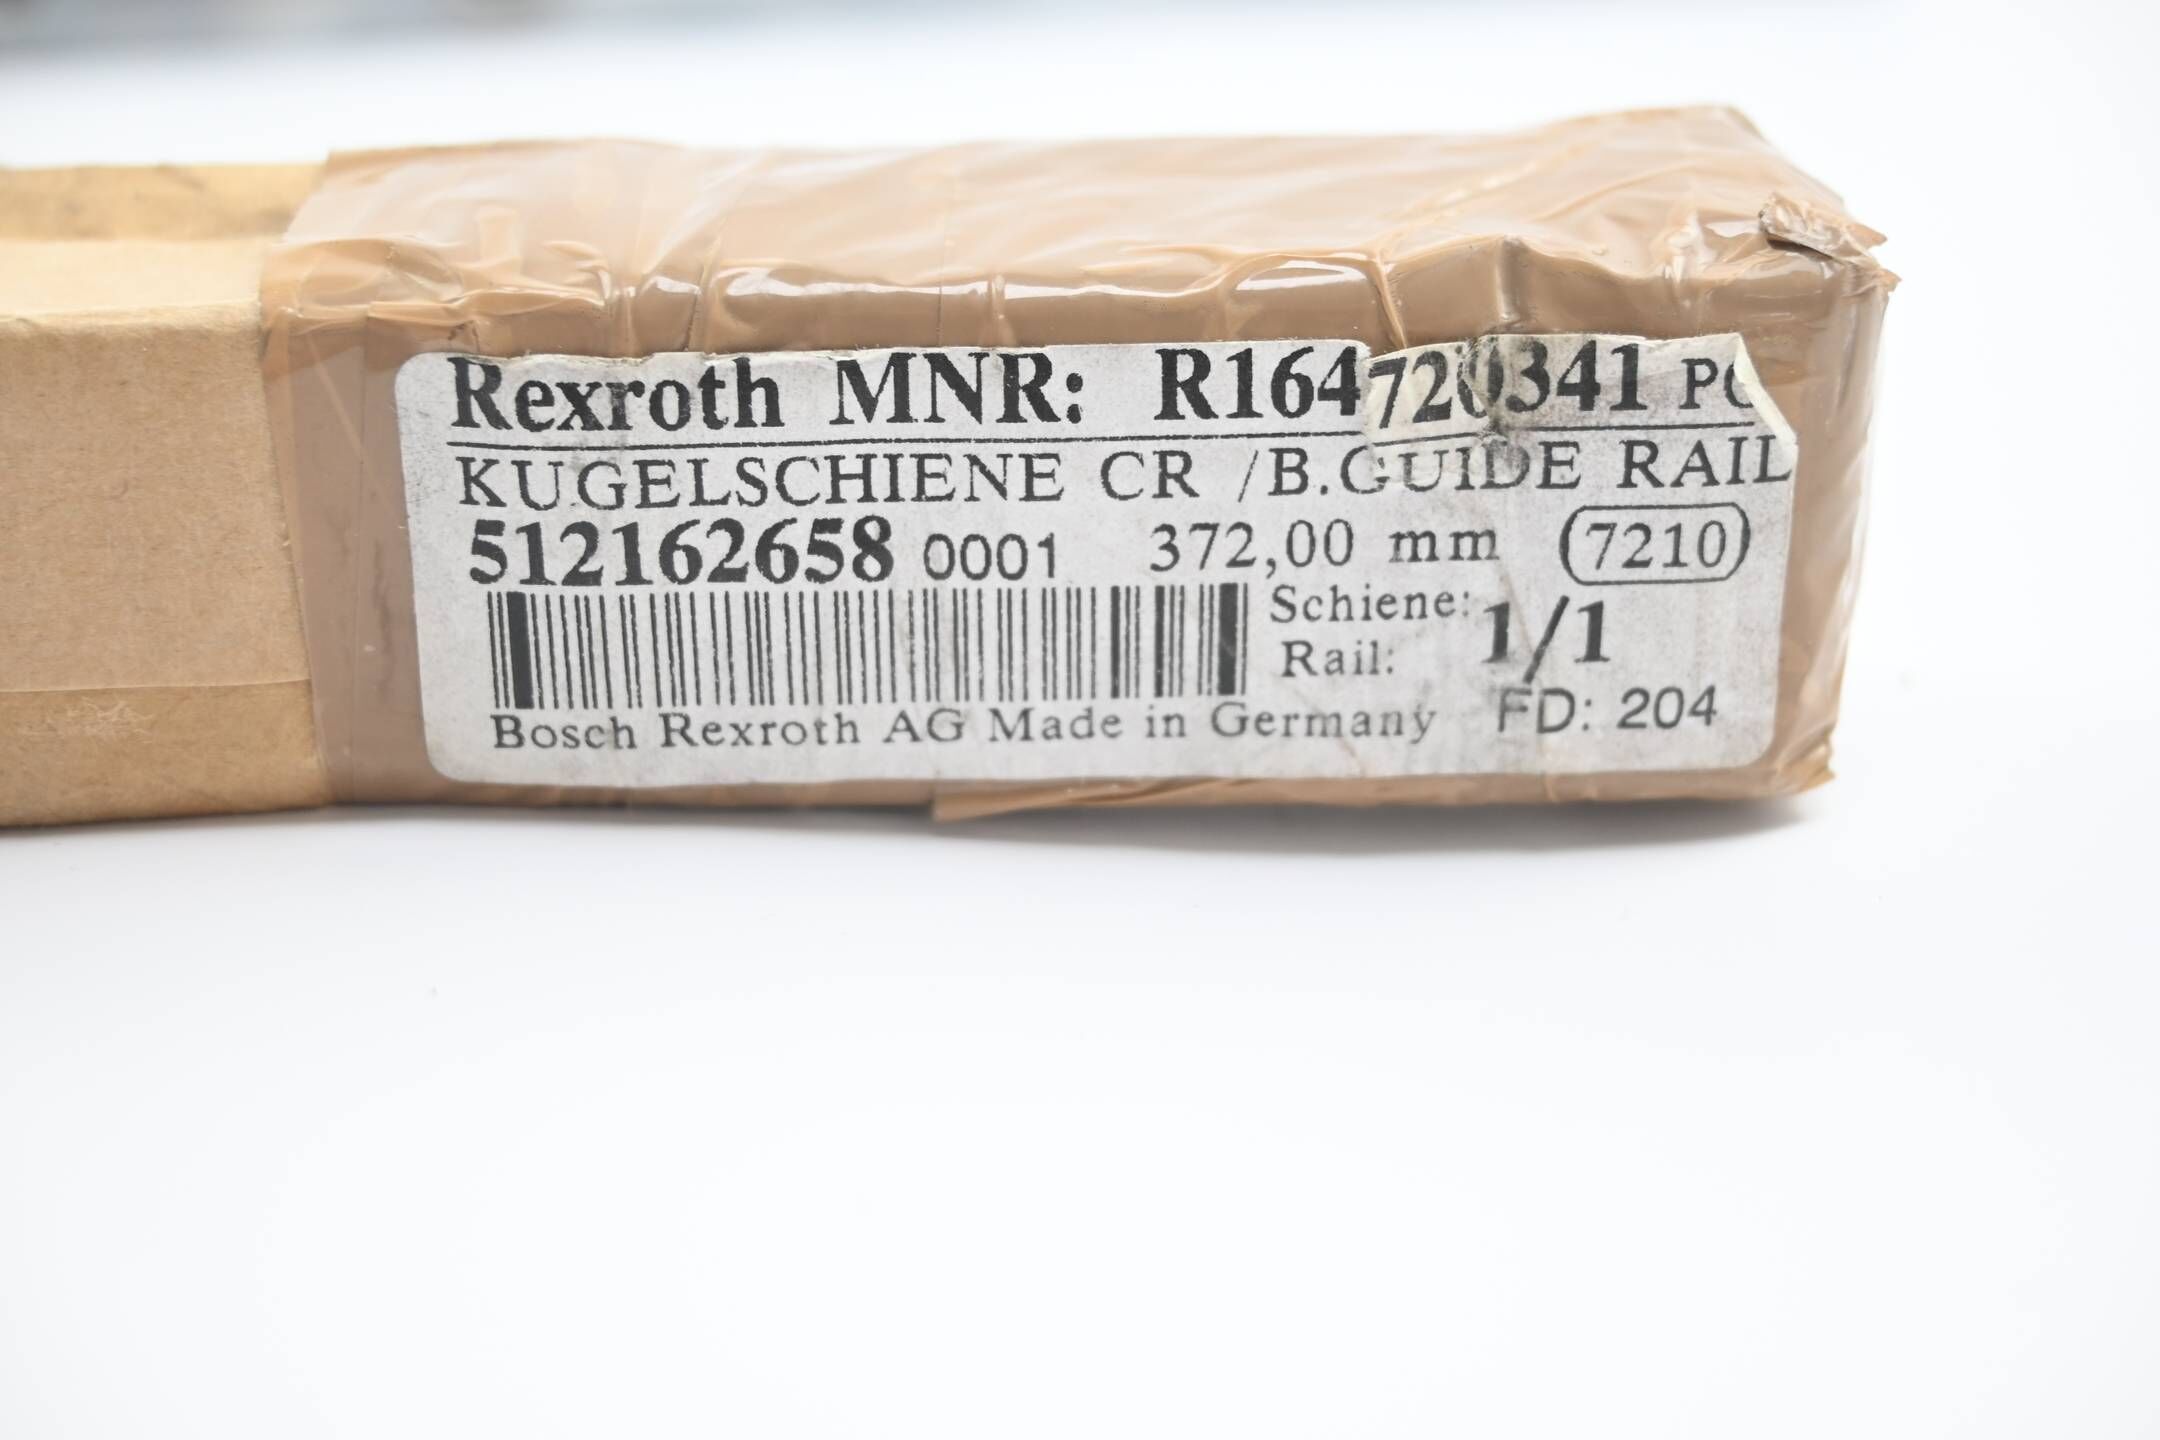 Rexroth MNR: R164720341
KUGELSCHIENE CR /B.GUIDE RAIL
512162658 0001 372,00 mm 7210
Schiene: 1/1
Rail:
Bosch Rexroth AG Made in Germany FD: 204